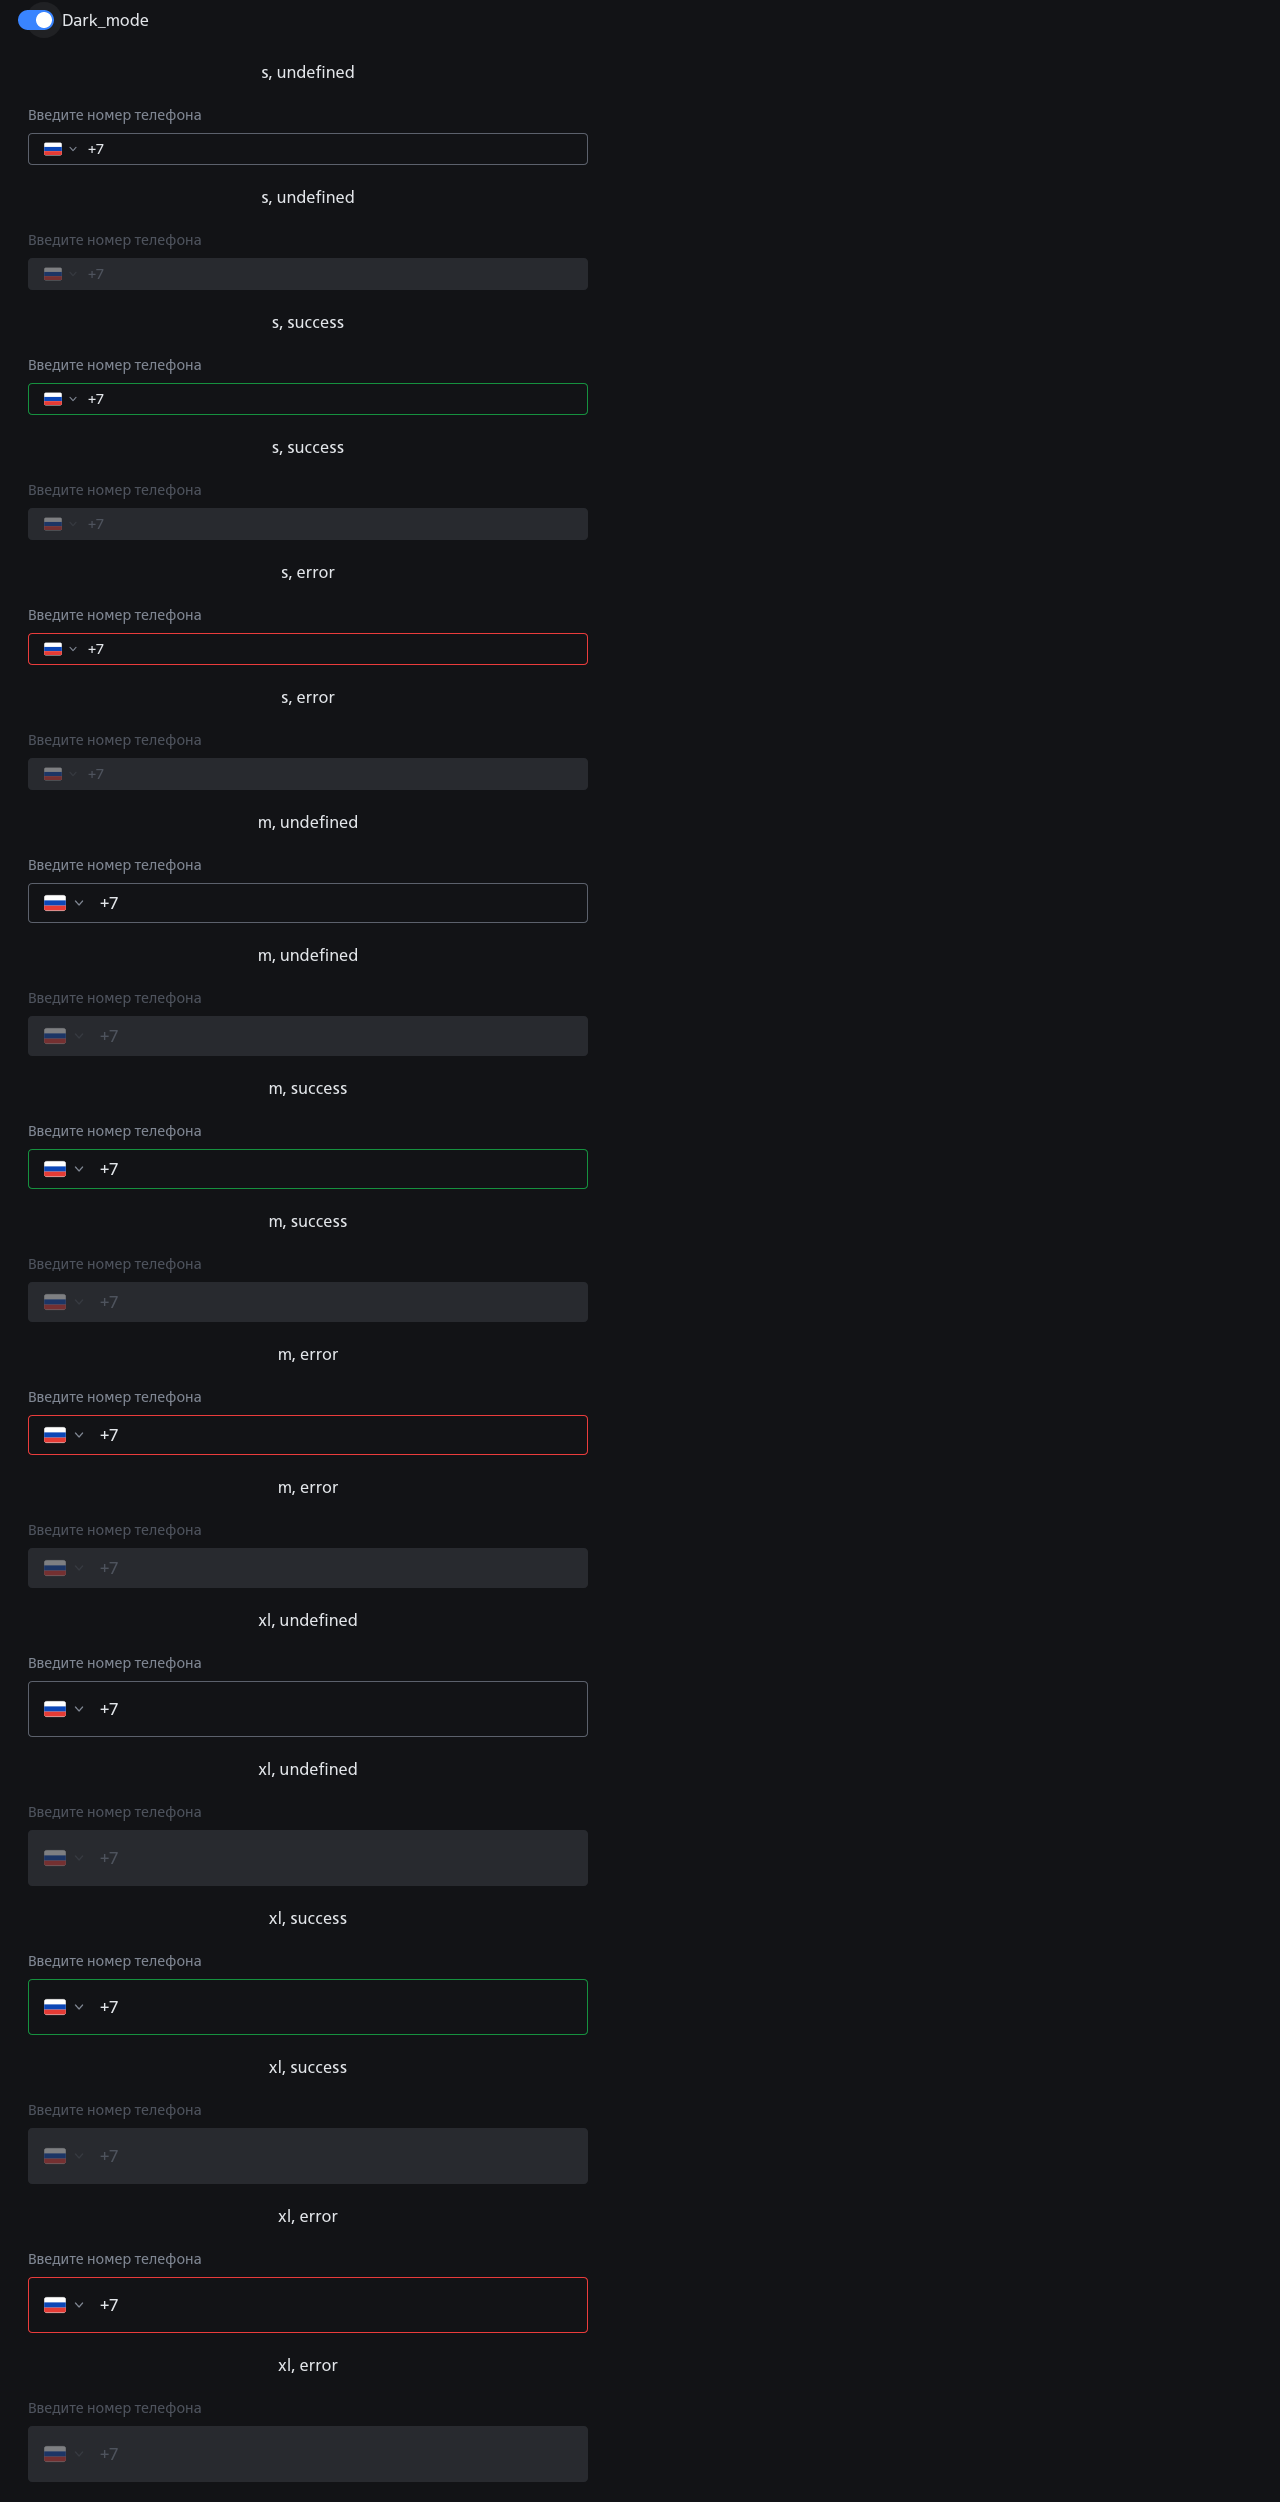 Dark_mode
s, undefined
Введите номер телефона
+7
s, undefined
Введите номер телефона
+7
s, success
Введите номер телефона
+7
s, success
Введите номер телефона
+7
s, error
Введите номер телефона
+7
s, error
Введите номер телефона
+7
m, undefined
Введите номер телефона
+7
m, undefined
Введите номер телефона
+7
m, success
Введите номер телефона
+7
m, success
Введите номер телефона
+7
m, error
Введите номер телефона
+7
m, error
Введите номер телефона
+7
xl, undefined
Введите номер телефона
+7
xl, undefined
Введите номер телефона
+7
xl, success
Введите номер телефона
+7
xl, success
Введите номер телефона
+7
xl, error
Введите номер телефона
+7
xl, error
Введите номер телефона
+7